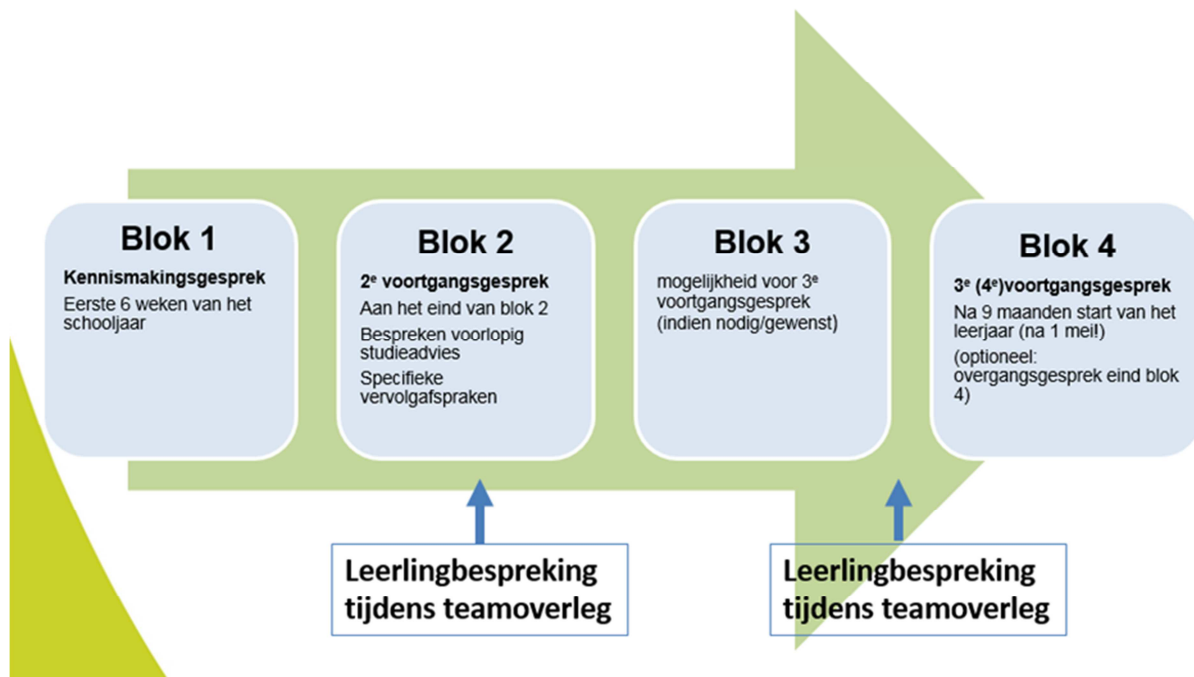 Blok 1
Kennismakingsgesprek
Eerste 6 weken van het
schooljaar
Blok 2
2e voortgangsgesprek
Aan het eind van blok 2
Bespreken voorlopig
studieadvies
Specifieke
vervolgafspraken
Blok 3
mogelijkheid voor 3e
voortgangsgesprek
(indien nodig/gewenst)
Blok 4
3e (4e)voortgangsgesprek
Na 9 maanden start van het
leerjaar (na 1 mei!)
(optioneel:
overgangsgesprek eind blok
4)
Leerlingbespreking
tijdens teamoverleg
Leerlingbespreking
tijdens teamoverleg